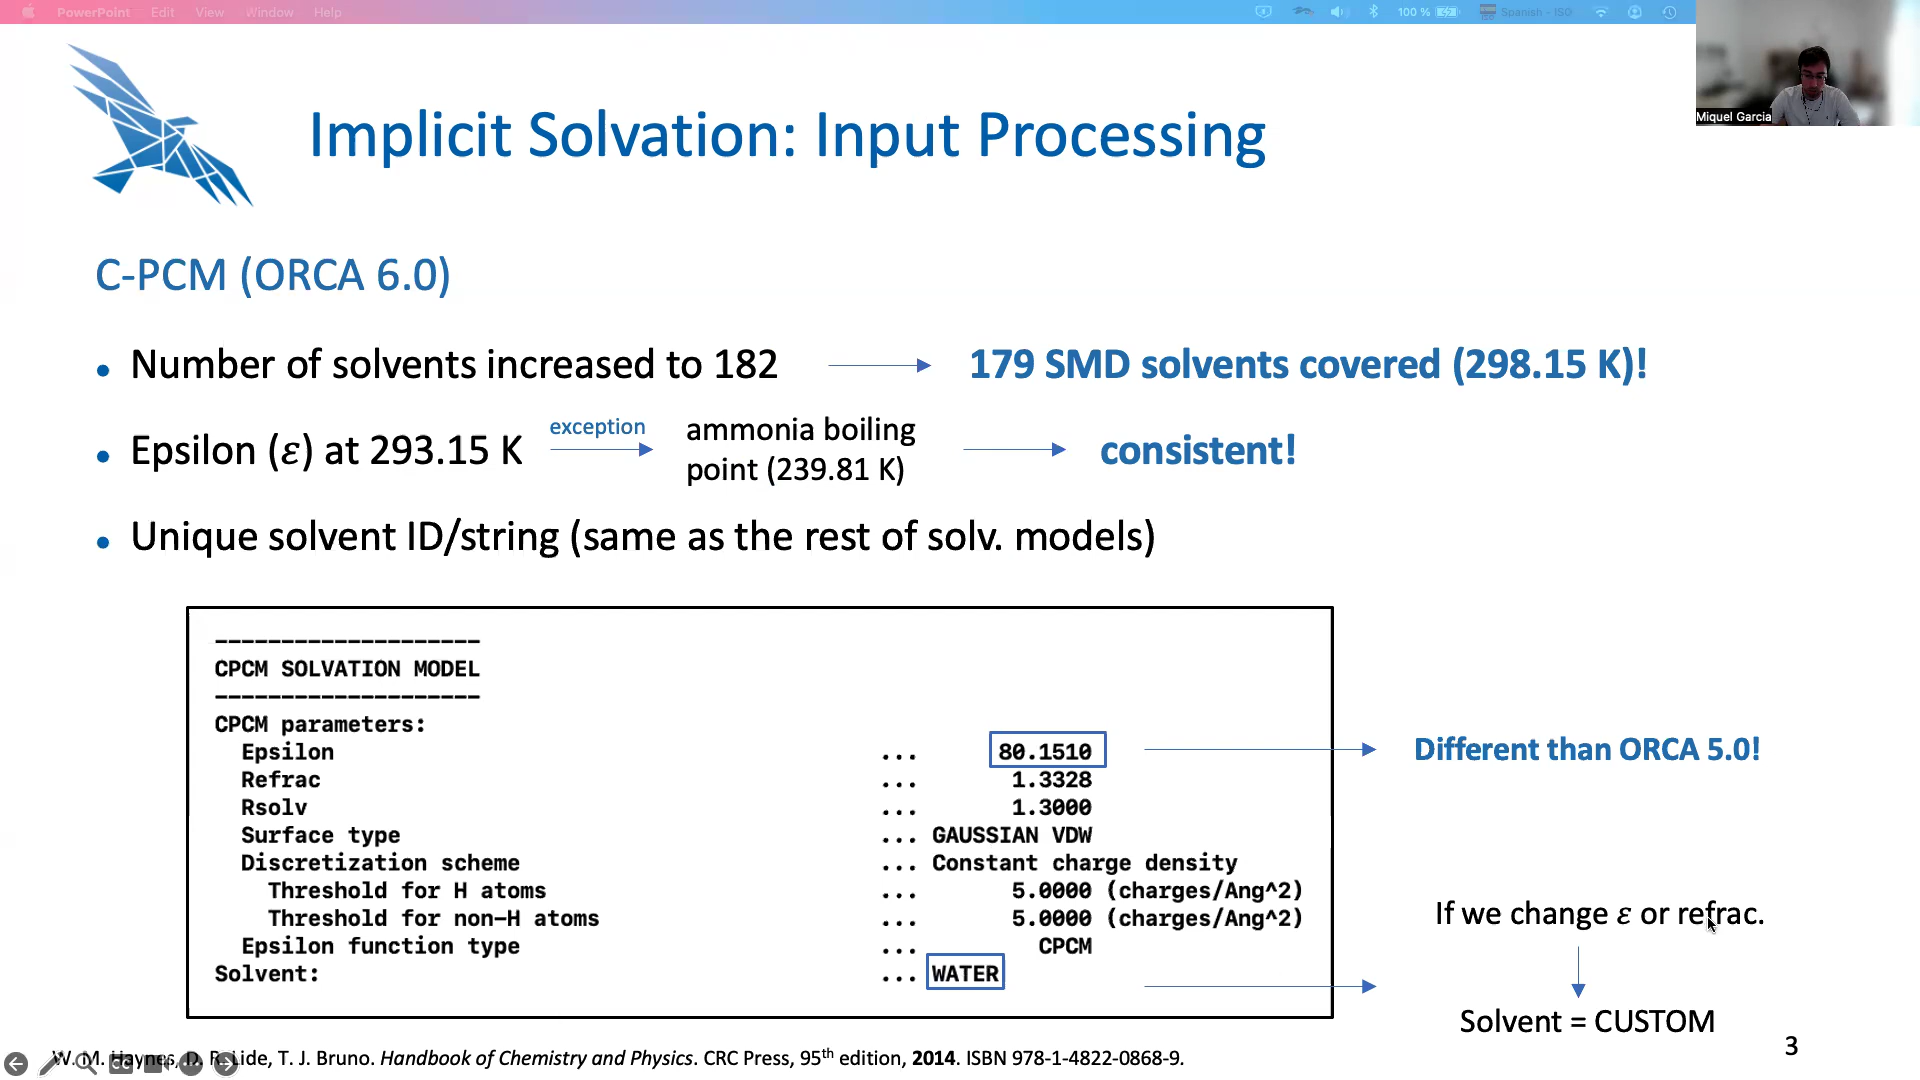 PowerPoint Edit View Window Help 100 % Spanish - ISO
Miquel Garcia
Implicit Solvation: Input Processing
C-PCM (ORCA 6.0)
• Number of solvents increased to 182 179 SMD solvents covered (298.15 K)!
• Epsilon (ε) at 293.15 K exception ammonia boiling point (239.81 K) consistent!
• Unique solvent ID/string (same as the rest of solv. models)
--------------------
CPCM SOLVATION MODEL
--------------------
CPCM parameters:
Epsilon ... 80.1510
Refrac ... 1.3328
Rsolv ... 1.3000
Surface type ... GAUSSIAN VDW
Discretization scheme ... Constant charge density
Threshold for H atoms ... 5.0000 (charges/Ang^2)
Threshold for non-H atoms ... 5.0000 (charges/Ang^2)
Epsilon function type ... CPCM
Solvent: ... WATER
Different than ORCA 5.0!
If we change ε or refrac.
Solvent = CUSTOM
W. M. Haynes, D. R. Lide, T. J. Bruno. Handbook of Chemistry and Physics. CRC Press, 95th edition, 2014. ISBN 978-1-4822-0868-9.
3